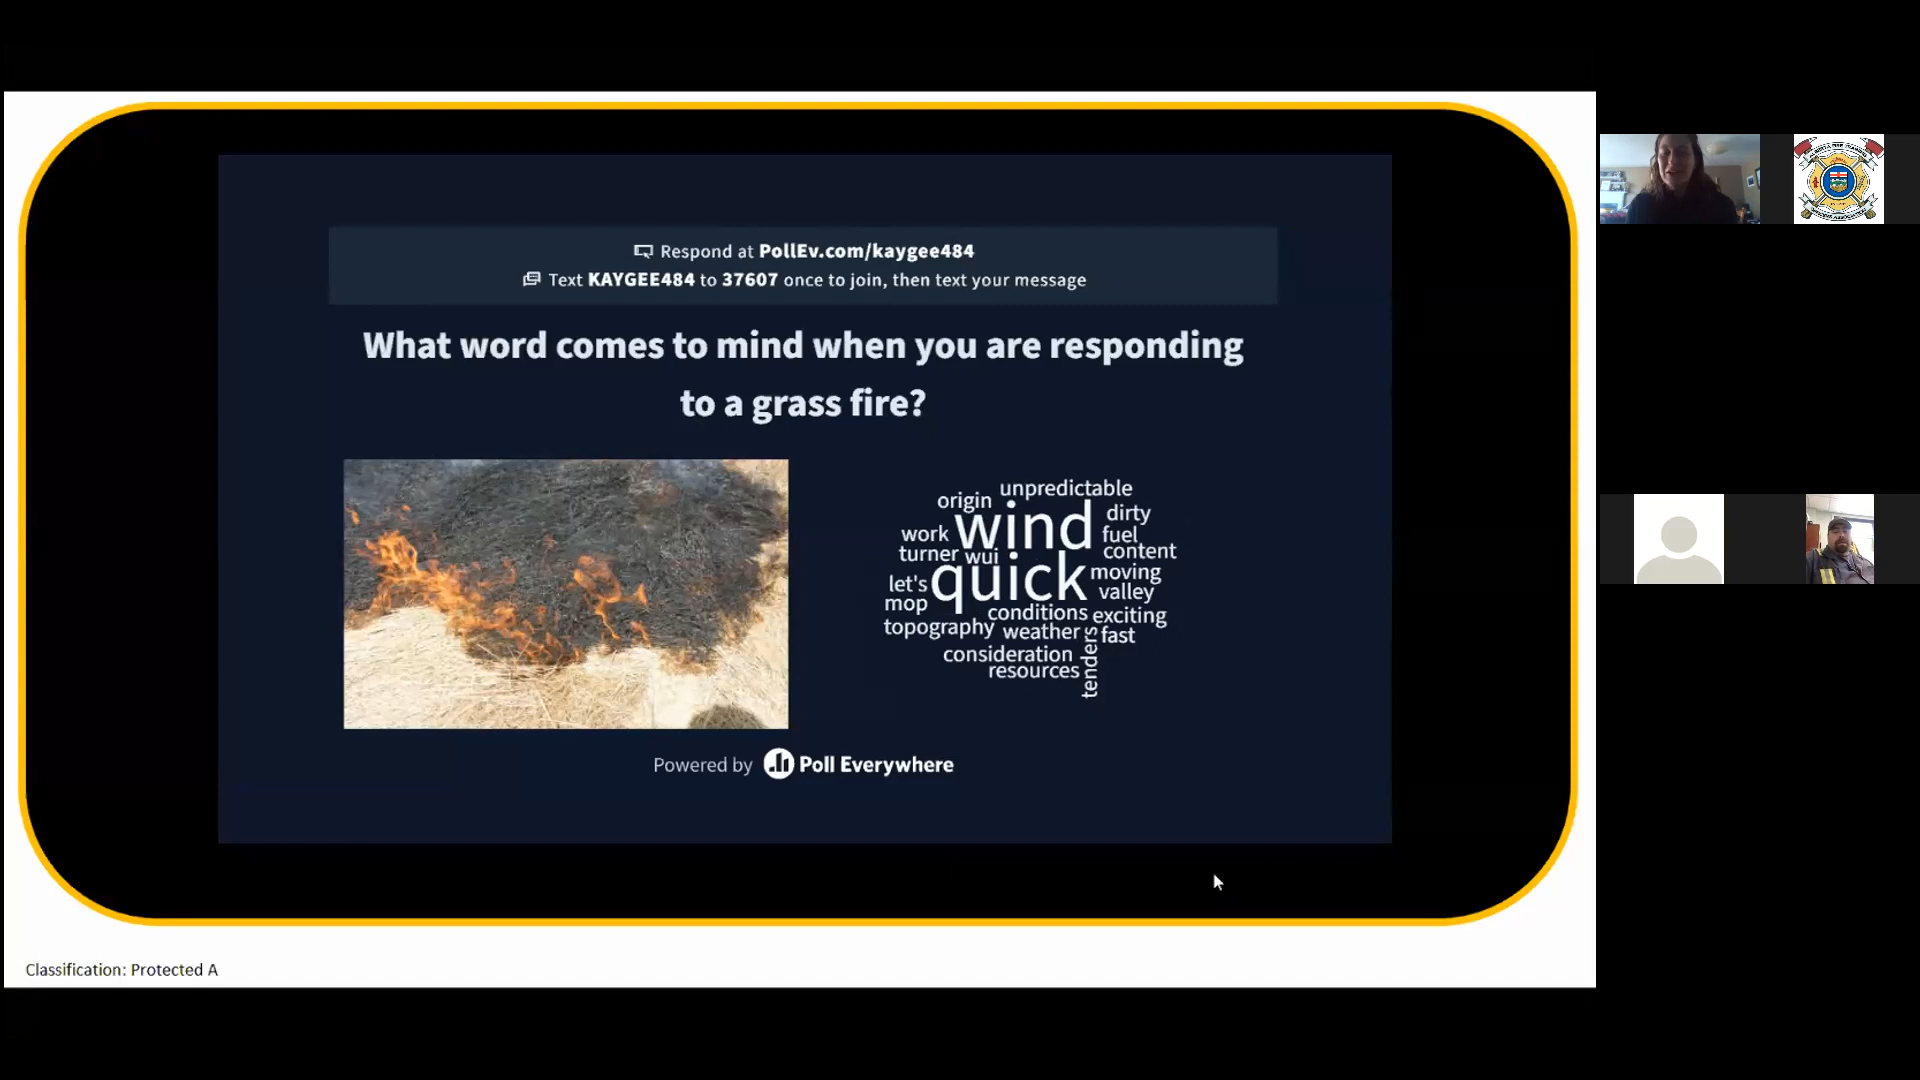 Respond at PollEv.com/kaygee484
Text KAYGEE484 to 37607 once to join, then text your message
What word comes to mind when you are responding
to a grass fire?
unpredictable
origin
wind
dirty
work
fuel
turner
wui
content
quick
moving
let's
valley
mop
conditions
exciting
topography
weather
fast
tenders
consideration
resources
Powered by Poll Everywhere
Classification: Protected A